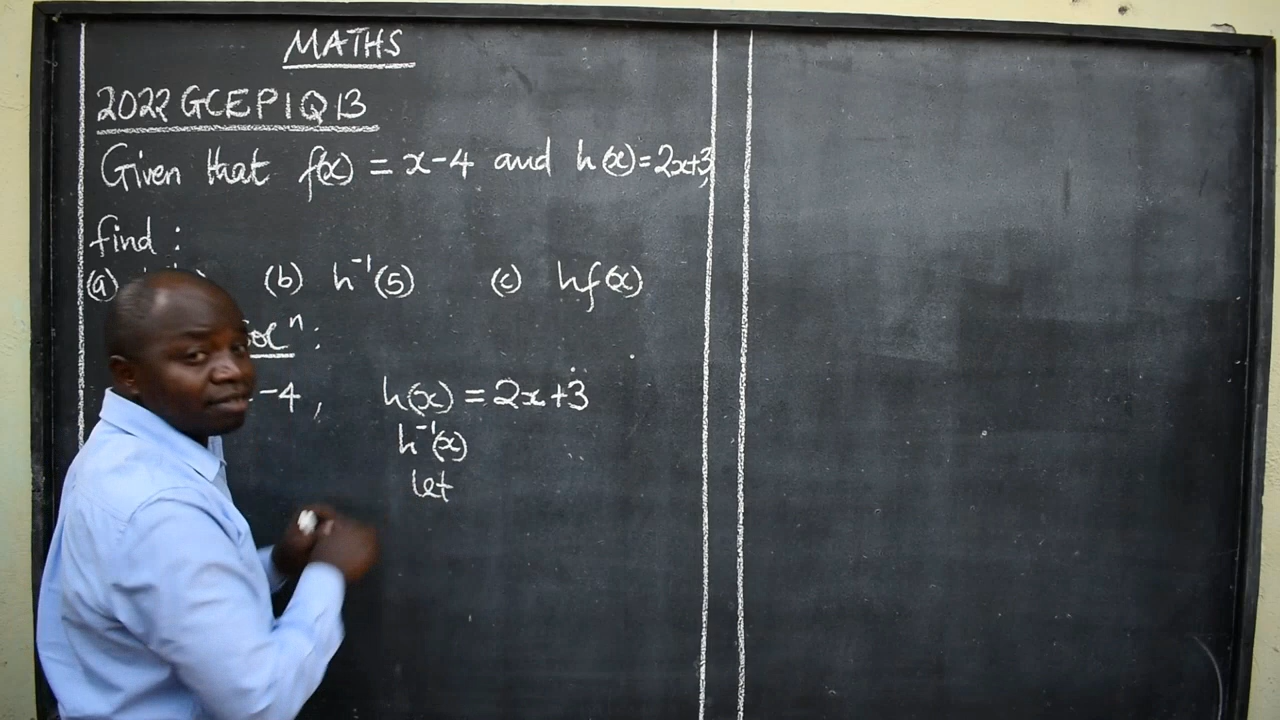 MATHS
2022 GCE P1 Q13
Given that f(x) = x-4 and h(x)=2x+3
find :
(a) (b) h⁻¹(5) (c) hf(x)
Solⁿ:
-4, h(x) = 2x+3
h⁻¹(x)
let